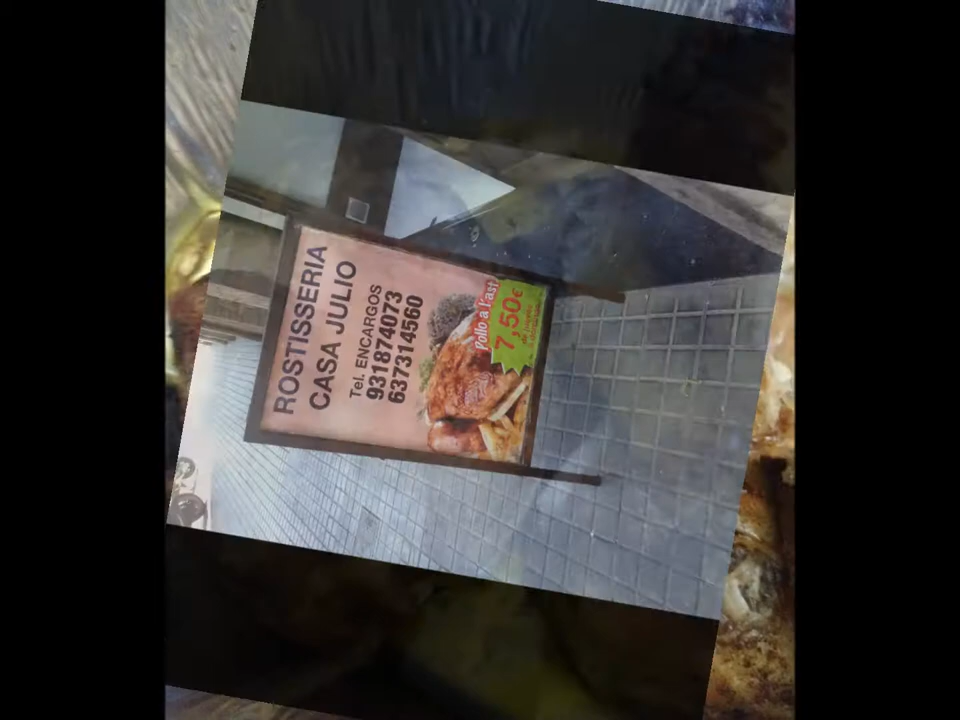 ROSTISSERIA
CASA JULIO
Tel. ENCARGOS
931874073
637314560
Pollo a l'ast
7,50€